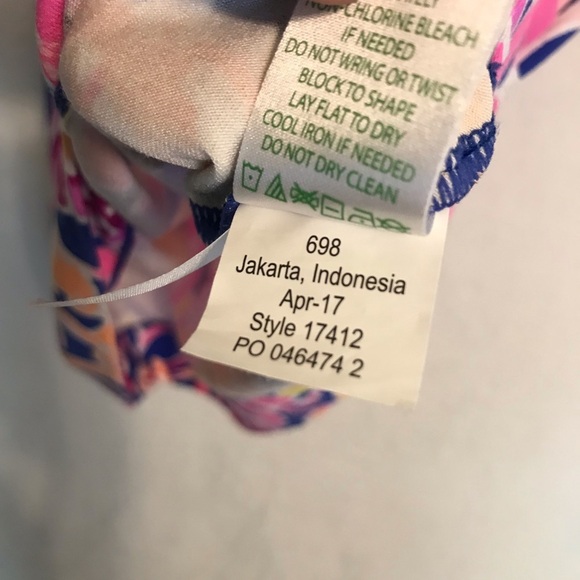 NON-CHLORINE BLEACH
IF NEEDED
DO NOT WRING OR TWIST
BLOCK TO SHAPE
LAY FLAT TO DRY
COOL IRON IF NEEDED
DO NOT DRY CLEAN
698
Jakarta, Indonesia
Apr-17
Style 17412
PO 046474 2